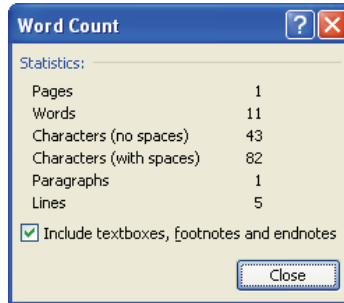 Word Count
Statistics:
Pages 1
Words 11
Characters (no spaces) 43
Characters (with spaces) 82
Paragraphs 1
Lines 5
Include textboxes, footnotes and endnotes
Close